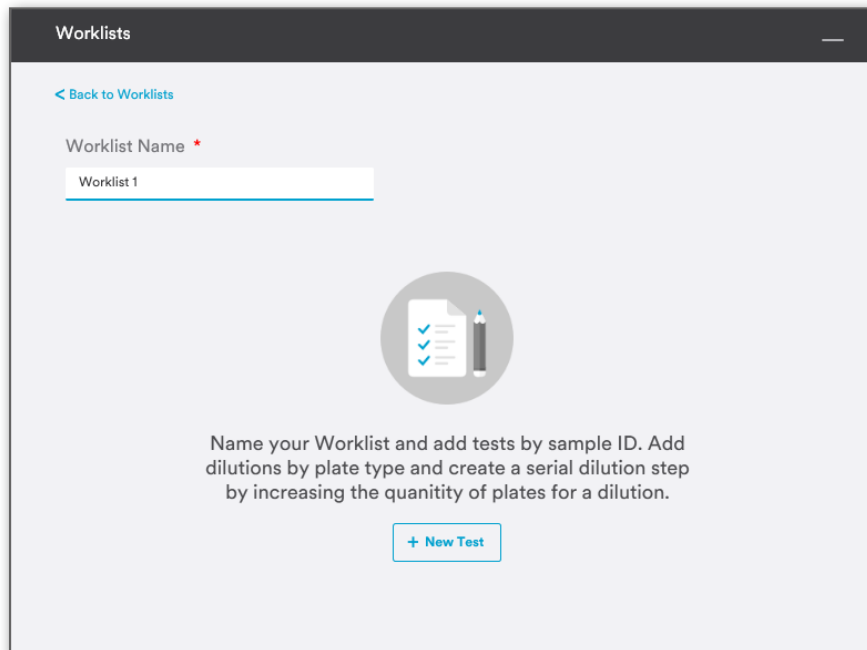 Worklists
< Back to Worklists
Worklist Name *
Worklist 1
Name your Worklist and add tests by sample ID. Add
dilutions by plate type and create a serial dilution step
by increasing the quanitity of plates for a dilution.
+ New Test